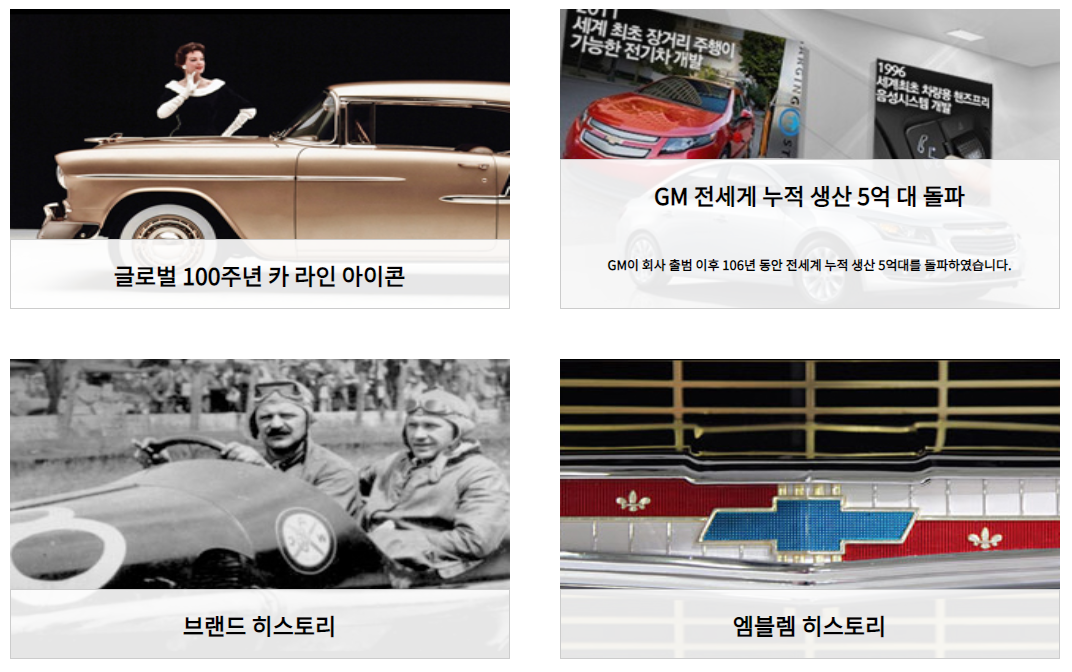 글로벌 100주년 카 라인 아이콘
2011
세계 최초 장거리 주행이
가능한 전기차 개발
1996
세계최초 차량용 핸즈프리
음성시스템 개발
GM 전세게 누적 생산 5억 대 돌파
GM이 회사 출범 이후 106년 동안 전세계 누적 생산 5억대를 돌파하였습니다.
브랜드 히스토리
엠블렘 히스토리